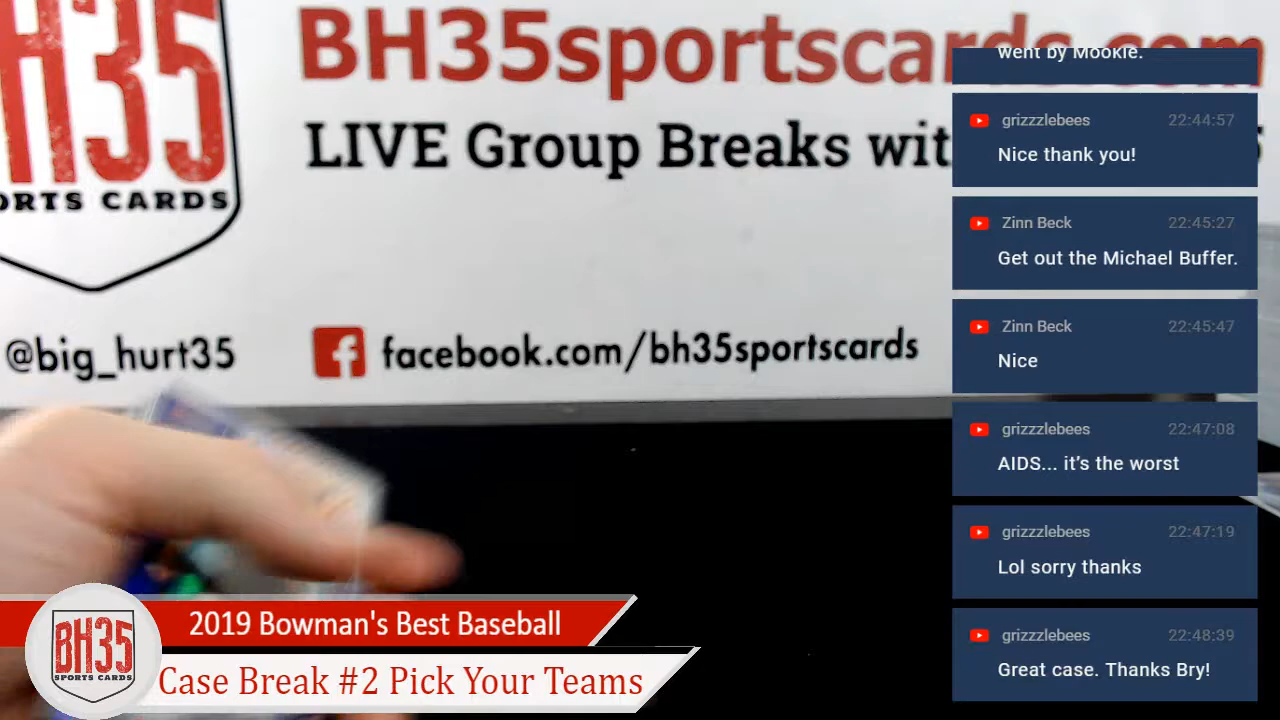 BH35
SPORTS CARDS
BH35sportscards.com
LIVE Group Breaks wit
@big_hurt35
facebook.com/bh35sportscards
went by Mookie.
grizzzlebees 22:44:57
Nice thank you!
Zinn Beck 22:45:27
Get out the Michael Buffer.
Zinn Beck 22:45:47
Nice
grizzzlebees 22:47:08
AIDS... it's the worst
grizzzlebees 22:47:19
Lol sorry thanks
grizzzlebees 22:48:39
Great case. Thanks Bry!
BH35
SPORTS CARDS
2019 Bowman's Best Baseball
Case Break #2 Pick Your Teams